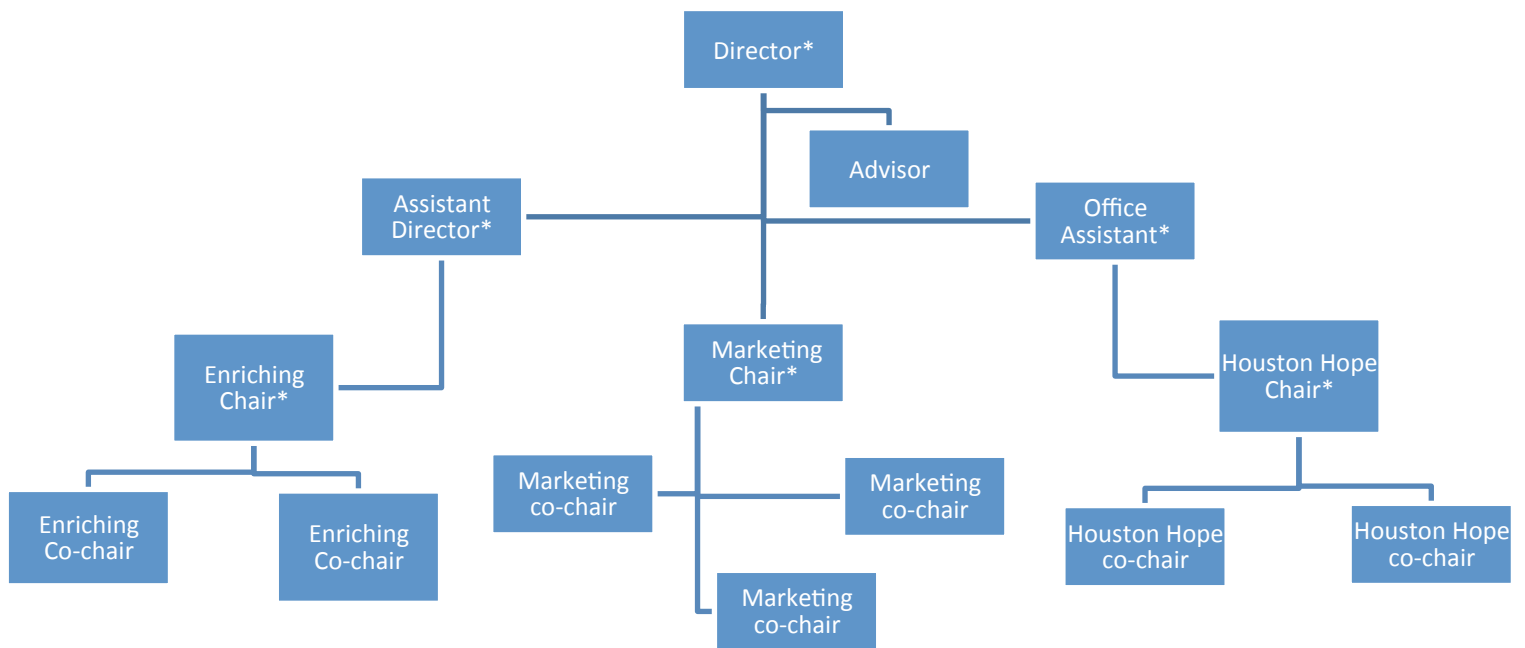 Director*
Advisor
Assistant
Director*
Office
Assistant*
Enriching
Chair*
Marketing
Chair*
Houston Hope
Chair*
Enriching
Co-chair
Enriching
Co-chair
Marketing
co-chair
Marketing
co-chair
Marketing
co-chair
Houston Hope
co-chair
Houston Hope
co-chair